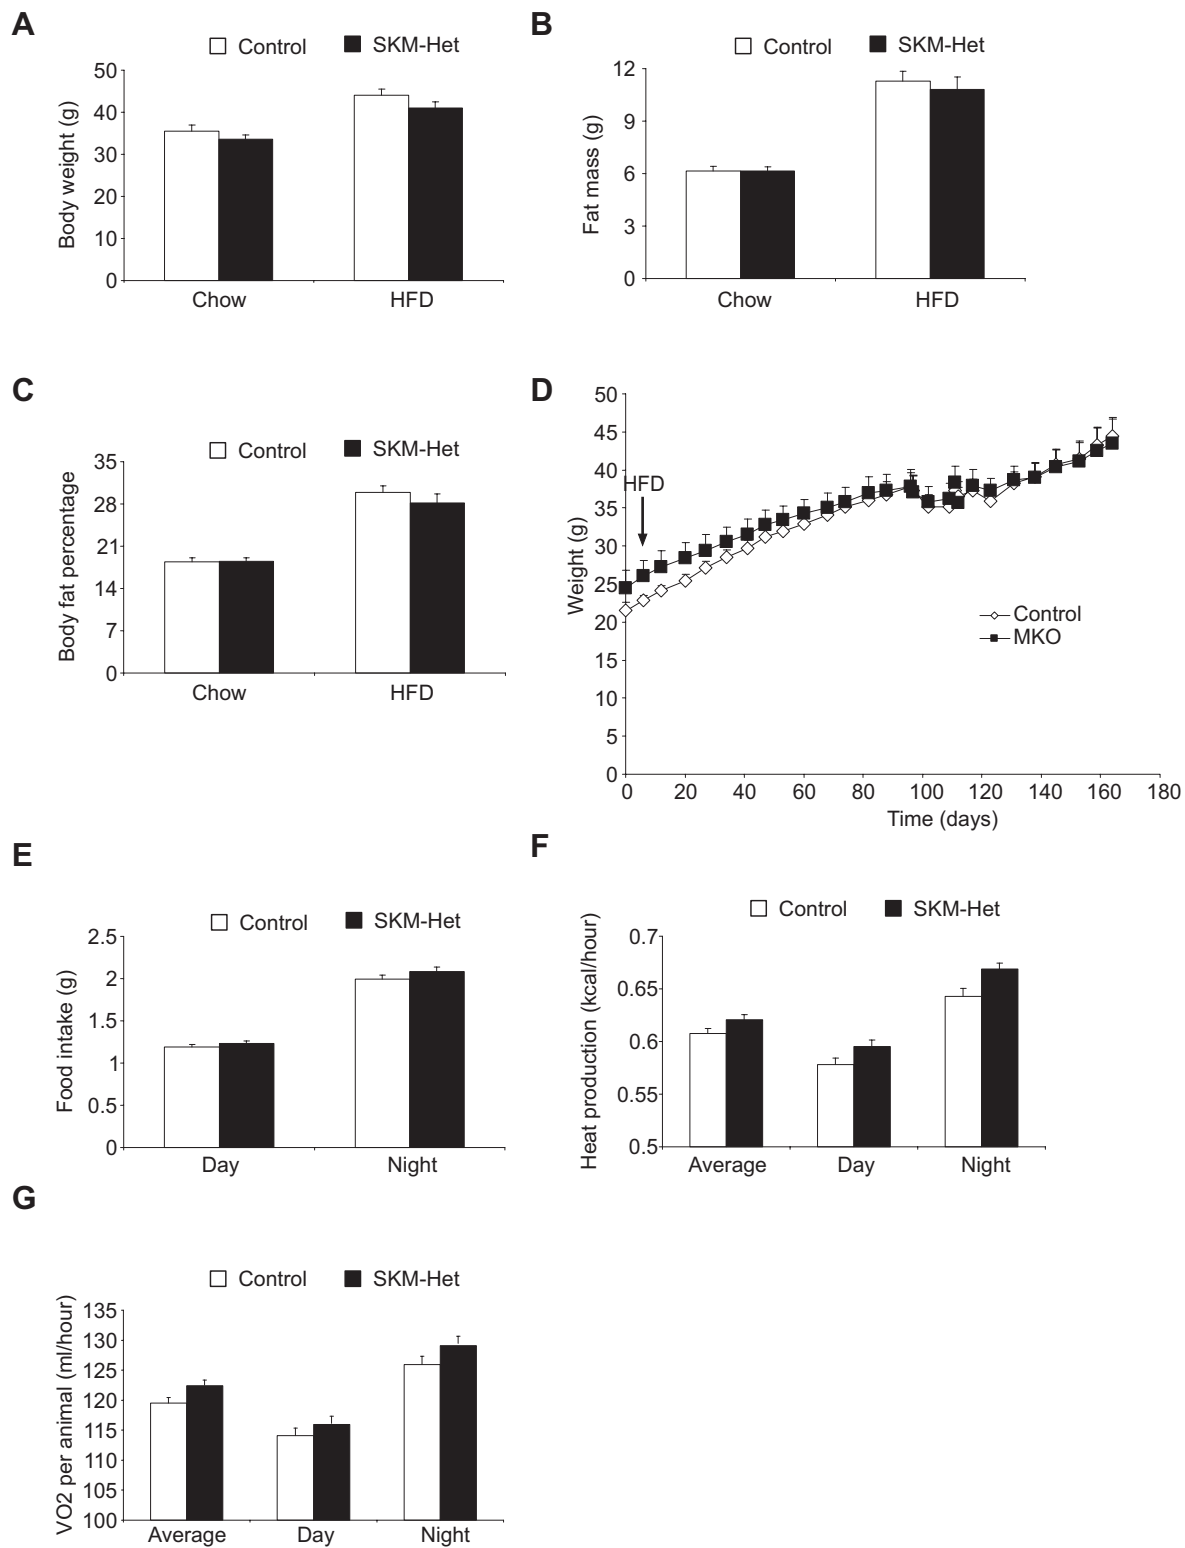 A
Control SKM-Het
Body weight (g)
50
40
30
20
10
0
Chow HFD
B
Control SKM-Het
Fat mass (g)
12
9
6
3
0
Chow HFD
C
Control SKM-Het
Body fat percentage
35
28
21
14
7
0
Chow HFD
D
Weight (g)
50
45
40
35
30
25
20
15
10
5
0
HFD
Control
MKO
0 20 40 60 80 100 120 140 160 180
Time (days)
E
Control SKM-Het
Food intake (g)
2.5
2
1.5
1
0.5
0
Day Night
F
Control SKM-Het
Heat production (kcal/hour)
0.7
0.65
0.6
0.55
0.5
Average Day Night
G
Control SKM-Het
VO2 per animal (ml/hour)
135
130
125
120
115
110
105
100
Average Day Night